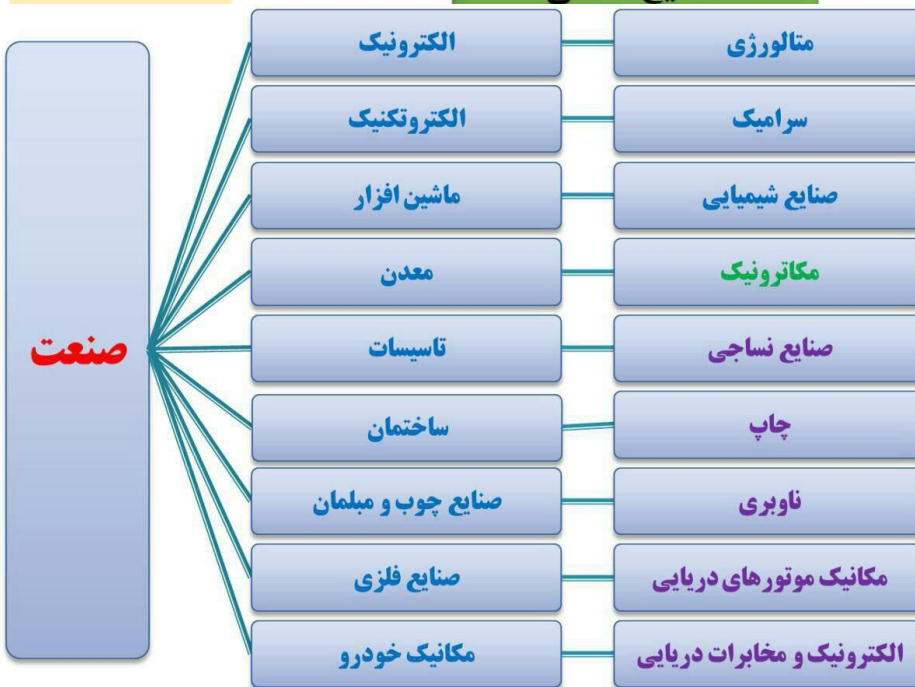 صنعت
الکترونیک
متالورژی
الکتروتکنیک
سرامیک
ماشین افزار
صنایع شیمیایی
معدن
مکاترونیک
تاسیسات
صنایع نساجی
ساختمان
چاپ
صنایع چوب و مبلمان
ناوبری
صنایع فلزی
مکانیک موتورهای دریایی
مکانیک خودرو
الکترونیک و مخابرات دریایی